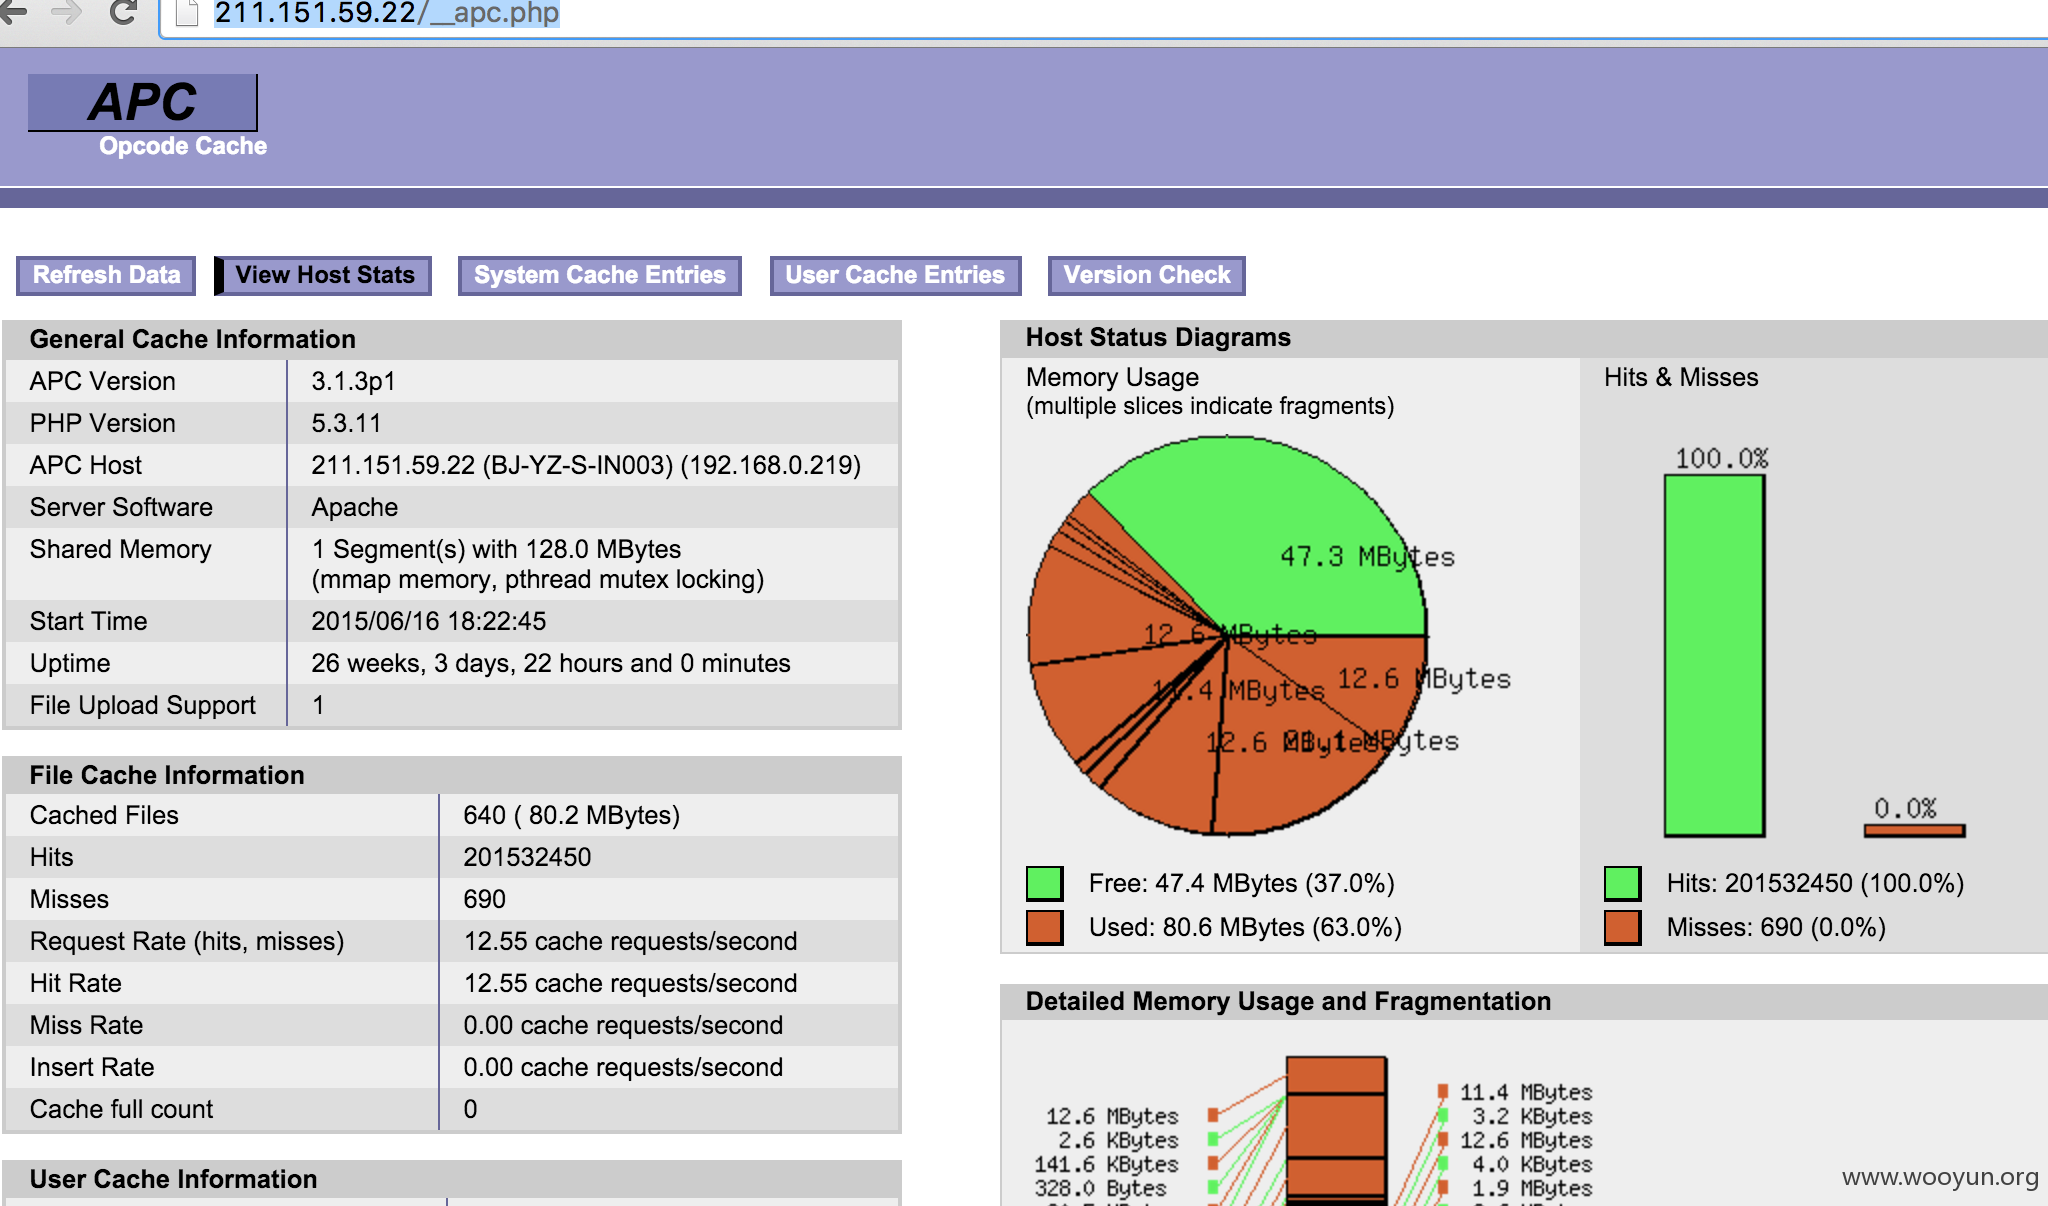 211.151.59.22/__apc.php
APC
Opcode Cache
Refresh Data
View Host Stats
System Cache Entries
User Cache Entries
Version Check
General Cache Information
APC Version 3.1.3p1
PHP Version 5.3.11
APC Host 211.151.59.22 (BJ-YZ-S-IN003) (192.168.0.219)
Server Software Apache
Shared Memory 1 Segment(s) with 128.0 MBytes
(mmap memory, pthread mutex locking)
Start Time 2015/06/16 18:22:45
Uptime 26 weeks, 3 days, 22 hours and 0 minutes
File Upload Support 1
File Cache Information
Cached Files 640 ( 80.2 MBytes)
Hits 201532450
Misses 690
Request Rate (hits, misses) 12.55 cache requests/second
Hit Rate 12.55 cache requests/second
Miss Rate 0.00 cache requests/second
Insert Rate 0.00 cache requests/second
Cache full count 0
User Cache Information
Host Status Diagrams
Memory Usage
(multiple slices indicate fragments)
47.3 MBytes
12.6 MBytes
12.6 MBytes
11.4 MBytes
12.6 MBytes
Free: 47.4 MBytes (37.0%)
Used: 80.6 MBytes (63.0%)
Hits & Misses
100.0%
0.0%
Hits: 201532450 (100.0%)
Misses: 690 (0.0%)
Detailed Memory Usage and Fragmentation
12.6 MBytes
2.6 KBytes
141.6 KBytes
328.0 Bytes
11.4 MBytes
3.2 KBytes
12.6 MBytes
4.0 KBytes
1.9 MBytes
www.wooyun.org